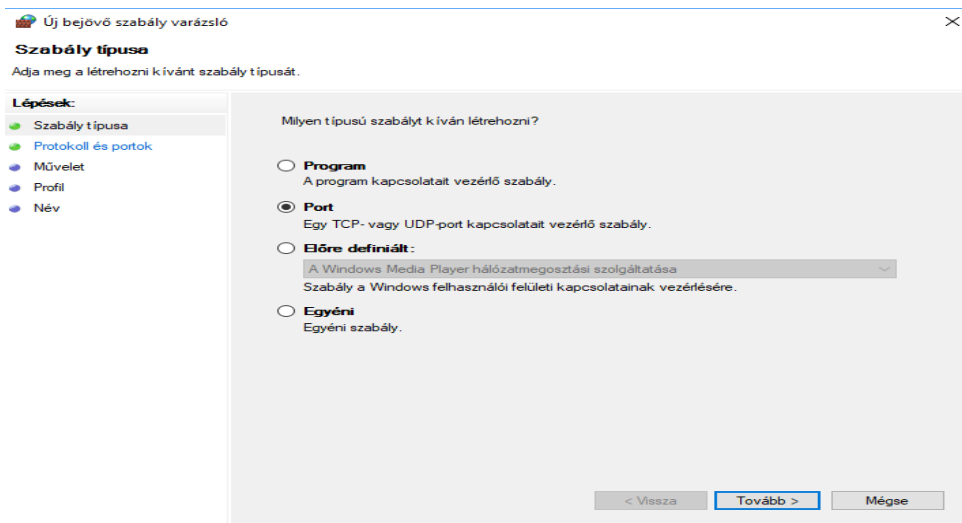 Új bejövő szabály varázsló
Szabály típusa
Adja meg a létrehozni kívánt szabály típusát.
Lépések:
Szabály típusa
Protokoll és portok
Művelet
Profil
Név
Milyen típusú szabályt kíván létrehozni?
Program
A program kapcsolatait vezérlő szabály.
Port
Egy TCP- vagy UDP-port kapcsolatait vezérlő szabály.
Előre definiált:
A Windows Media Player hálózatmegosztási szolgáltatása
Szabály a Windows felhasználói felületi kapcsolatainak vezérlésére.
Egyéni
Egyéni szabály.
< Vissza
Tovább >
Mégse